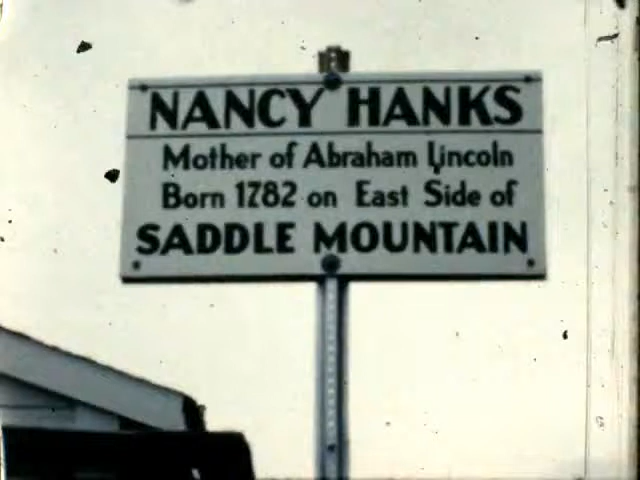 NANCY HANKS
Mother of Abraham Lincoln
Born 1782 on East Side of
SADDLE MOUNTAIN